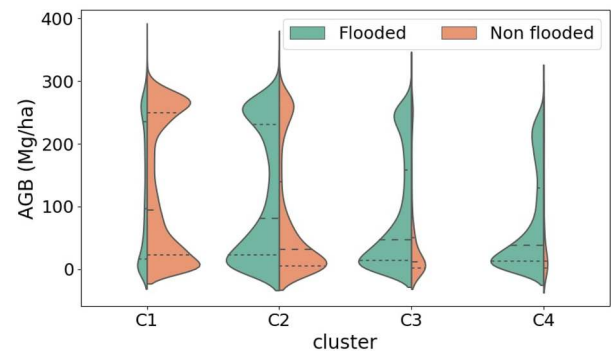 400
300
200
100
0
AGB (Mg/ha)
Flooded Non flooded
C1 C2 C3 C4
cluster